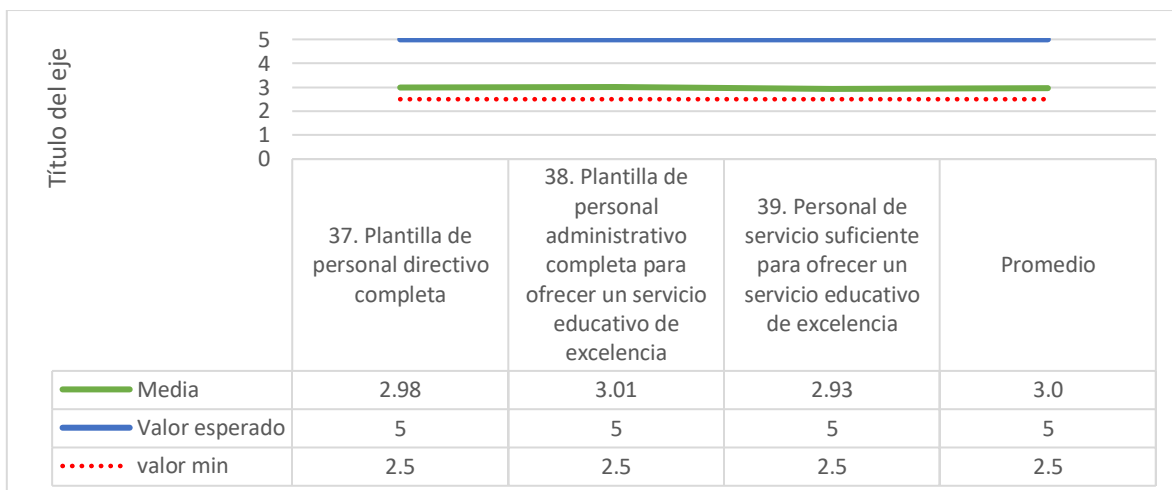 Título del eje
5
4
3
2
1
0
37. Plantilla de
personal directivo
completa
38. Plantilla de
personal
administrativo
completa para
ofrecer un servicio
educativo de
excelencia
39. Personal de
servicio suficiente
para ofrecer un
servicio educativo
de excelencia
Promedio
Media 2.98 3.01 2.93 3.0
Valor esperado 5 5 5 5
valor min 2.5 2.5 2.5 2.5